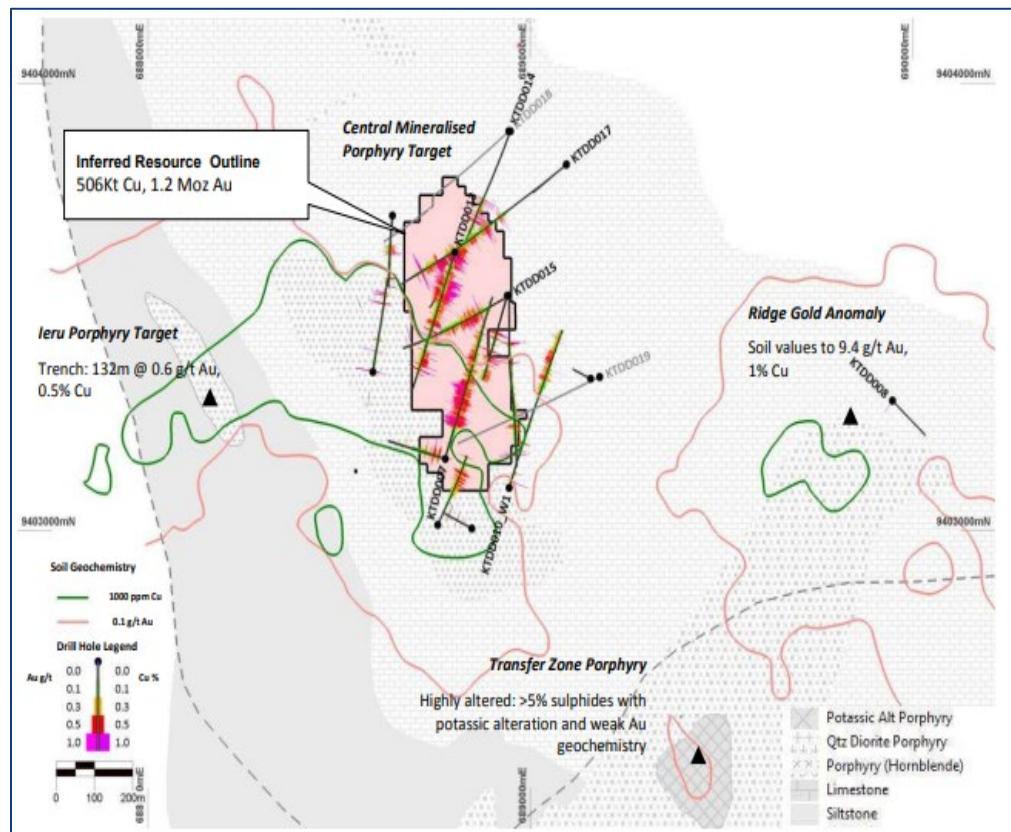 688000mE
689000mE
690000mE
9404000mN
9404000mN
KTDD014
KTDD018
KTDD017
Central Mineralised
Porphyry Target
Inferred Resource Outline
506Kt Cu, 1.2 Moz Au
KTDD015
Ieru Porphyry Target
Trench: 132m @ 0.6 g/t Au,
0.5% Cu
Ridge Gold Anomaly
Soil values to 9.4 g/t Au,
1% Cu
KTDD019
KTDD008
KTDD007
KTDD010_W1
9403000mN
9403000mN
Soil Geochemistry
1000 ppm Cu
0.1 g/t Au
Drill Hole Legend
Au g/t
Cu %
0.0 0.0
0.1 0.1
0.3 0.3
0.5 0.5
1.0 1.0
0 100 200m
Transfer Zone Porphyry
Highly altered: >5% sulphides with
potassic alteration and weak Au
geochemistry
Potassic Alt Porphyry
Qtz Diorite Porphyry
Porphyry (Hornblende)
Limestone
Siltstone
689000mE